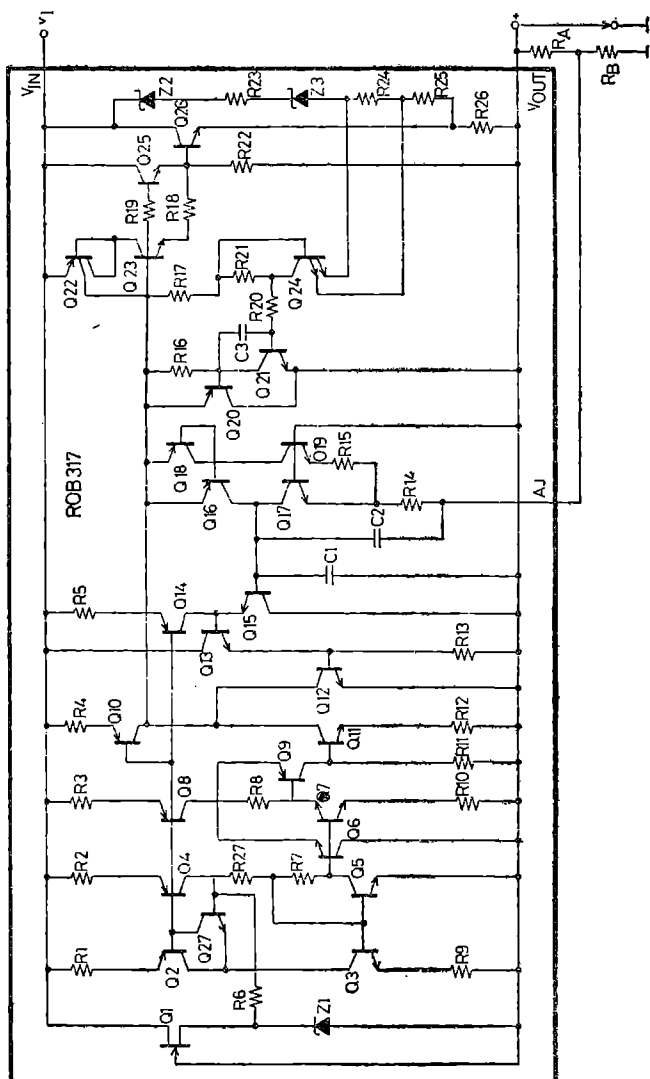 V1
VIN
R1
R2
R3
R4
R5
ROB317
Q22
Q1
Q2
Q4
Q8
Q10
Q14
Q23
R19
Q25
Q26
Z2
R18
R17
R16
R23
Z3
R22
Q27
R27
R8
Q13
Q18
Q16
Q20
C3
R21
R20
R24
R25
R6
R7
Q9
Q7
Q15
Q21
Q24
R26
Q3
Q5
Q6
Q11
Q12
Q17
Q19
R15
R14
C1
C2
Z1
R9
R10
R11
R12
R13
AJ
VOUT
+
RA
RB